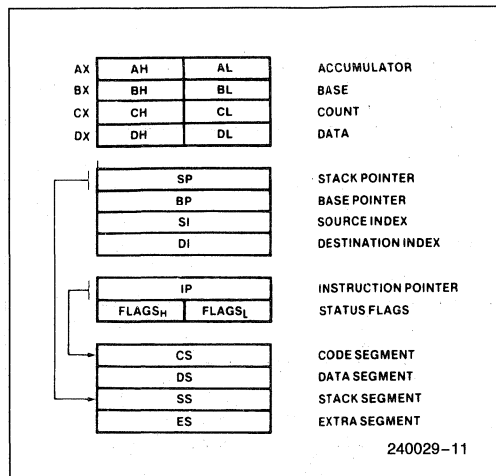 AX AH AL ACCUMULATOR
BX BH BL BASE
CX CH CL COUNT
DX DH DL DATA
SP STACK POINTER
BP BASE POINTER
SI SOURCE INDEX
DI DESTINATION INDEX
IP INSTRUCTION POINTER
FLAGSH FLAGSL STATUS FLAGS
CS CODE SEGMENT
DS DATA SEGMENT
SS STACK SEGMENT
ES EXTRA SEGMENT
240029-11